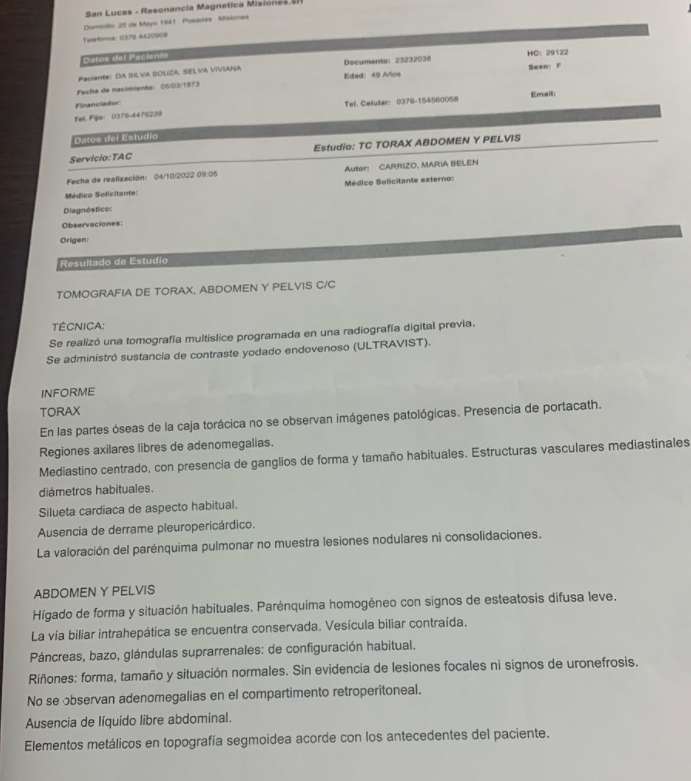 San Lucas - Resonancia Magnetica Misiones.srl
Domicilio: 25 de Mayo 1941 Posadas Misiones
Telefonos: 0376 4420908
Datos del Paciente
Paciente: DA SILVA SOUZA, SELVA VIVIANA Documento: 23232038 HC: 29122
Fecha de nacimiento: 05/03/1973 Edad: 49 Años Sexo: F
Financiador:
Tel. Fijo: 0376-4476239 Tel. Celular: 0376-154560058 Email:
Datos del Estudio
Servicio:TAC Estudio: TC TORAX ABDOMEN Y PELVIS
Fecha de realización: 04/10/2022 09:05 Autor: CARRIZO, MARIA BELEN
Médico Solicitante: Médico Solicitante externo:
Diagnóstico:
Observaciones:
Origen:
Resultado de Estudio
TOMOGRAFIA DE TORAX, ABDOMEN Y PELVIS C/C
TÉCNICA:
Se realizó una tomografía multislice programada en una radiografía digital previa.
Se administró sustancia de contraste yodado endovenoso (ULTRAVIST).
INFORME
TORAX
En las partes óseas de la caja torácica no se observan imágenes patológicas. Presencia de portacath.
Regiones axilares libres de adenomegalias.
Mediastino centrado, con presencia de ganglios de forma y tamaño habituales. Estructuras vasculares mediastinales
diámetros habituales.
Silueta cardiaca de aspecto habitual.
Ausencia de derrame pleuropericárdico.
La valoración del parénquima pulmonar no muestra lesiones nodulares ni consolidaciones.
ABDOMEN Y PELVIS
Hígado de forma y situación habituales. Parénquima homogéneo con signos de esteatosis difusa leve.
La vía biliar intrahepática se encuentra conservada. Vesícula biliar contraída.
Páncreas, bazo, glándulas suprarrenales: de configuración habitual.
Riñones: forma, tamaño y situación normales. Sin evidencia de lesiones focales ni signos de uronefrosis.
No se observan adenomegalias en el compartimento retroperitoneal.
Ausencia de líquido libre abdominal.
Elementos metálicos en topografía segmoidea acorde con los antecedentes del paciente.